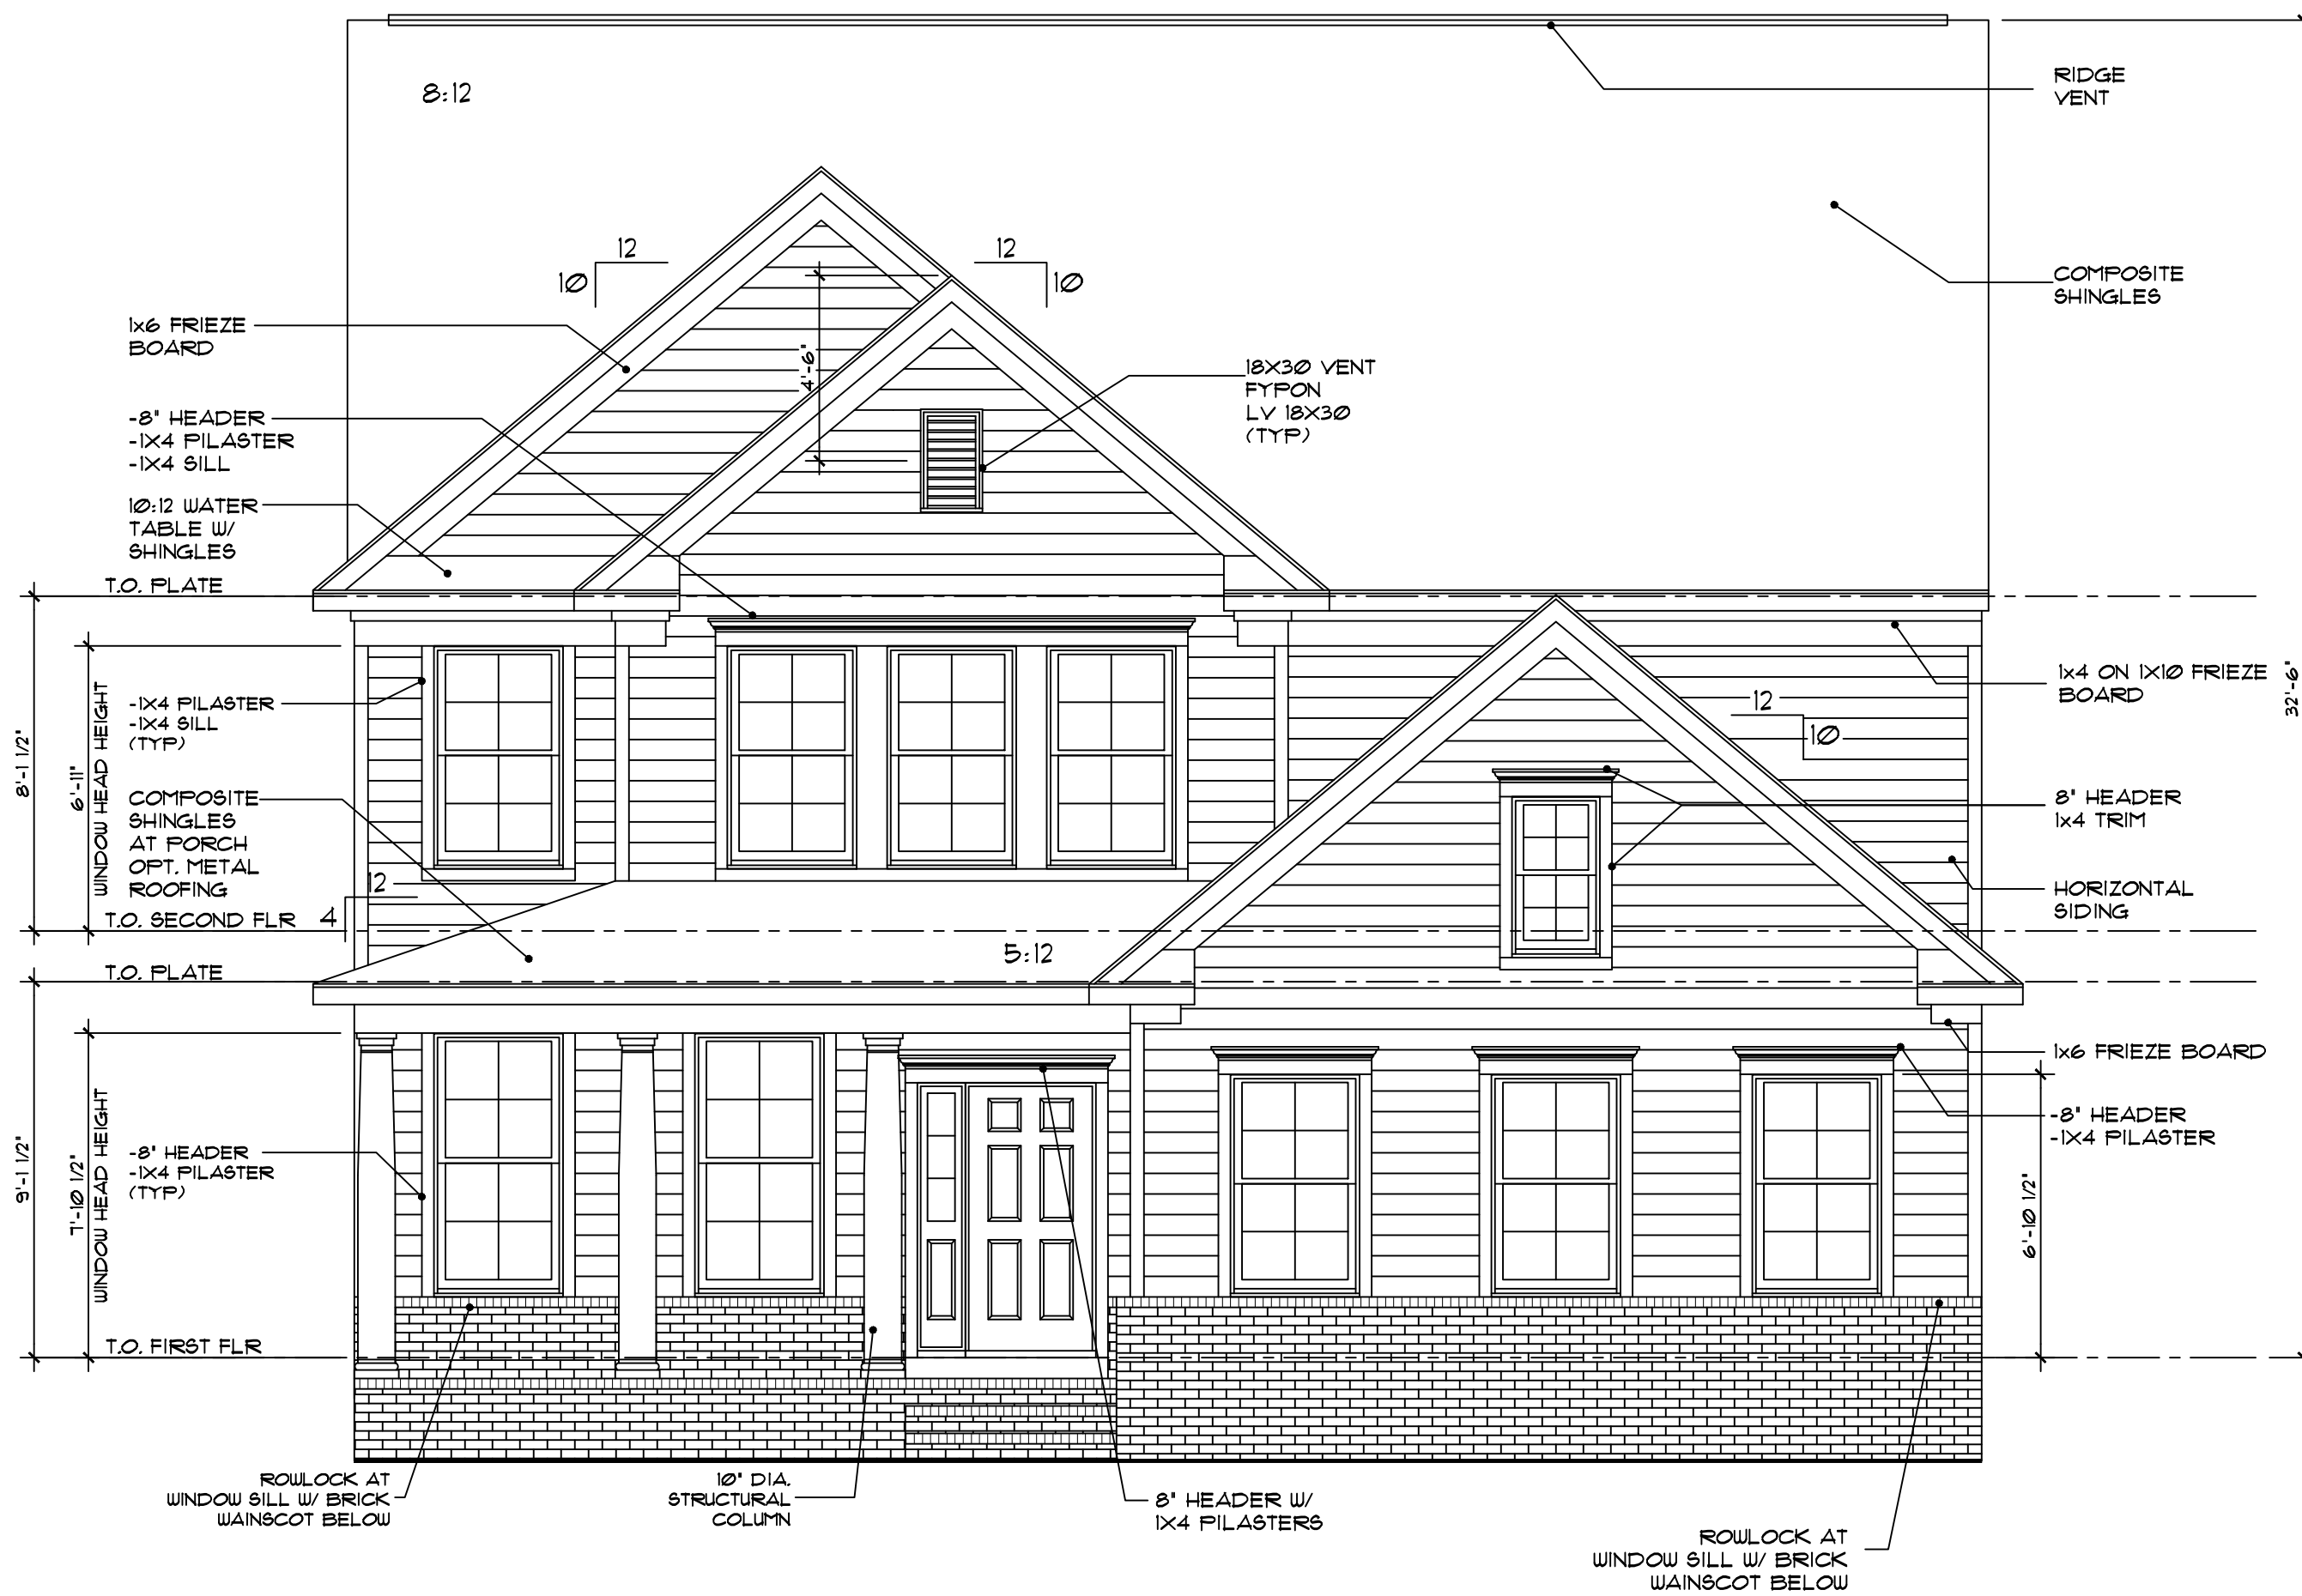 RIDGE
VENT
8:12
COMPOSITE
SHINGLES
12
10
12
10
1x6 FRIEZE
BOARD
4'-6"
18X30 VENT
FYPON
LV 18X30
(TYP)
-8" HEADER
-1X4 PILASTER
-1X4 SILL
10:12 WATER
TABLE W/
SHINGLES
T.O. PLATE
32'-6"
1x4 ON 1X10 FRIEZE
BOARD
12
10
8'-1 1/2"
6'-11"
WINDOW HEAD HEIGHT
-1X4 PILASTER
-1X4 SILL
(TYP)
COMPOSITE
SHINGLES
AT PORCH
OPT. METAL
ROOFING
12
4
T.O. SECOND FLR
8" HEADER
1x4 TRIM
HORIZONTAL
SIDING
5:12
T.O. PLATE
1x6 FRIEZE BOARD
-8" HEADER
-1X4 PILASTER
9'-1 1/2"
7'-10 1/2"
WINDOW HEAD HEIGHT
-8" HEADER
-1X4 PILASTER
(TYP)
6'-10 1/2"
T.O. FIRST FLR
ROWLOCK AT
WINDOW SILL W/ BRICK
WAINSCOT BELOW
10" DIA.
STRUCTURAL
COLUMN
8" HEADER W/
1X4 PILASTERS
ROWLOCK AT
WINDOW SILL W/ BRICK
WAINSCOT BELOW